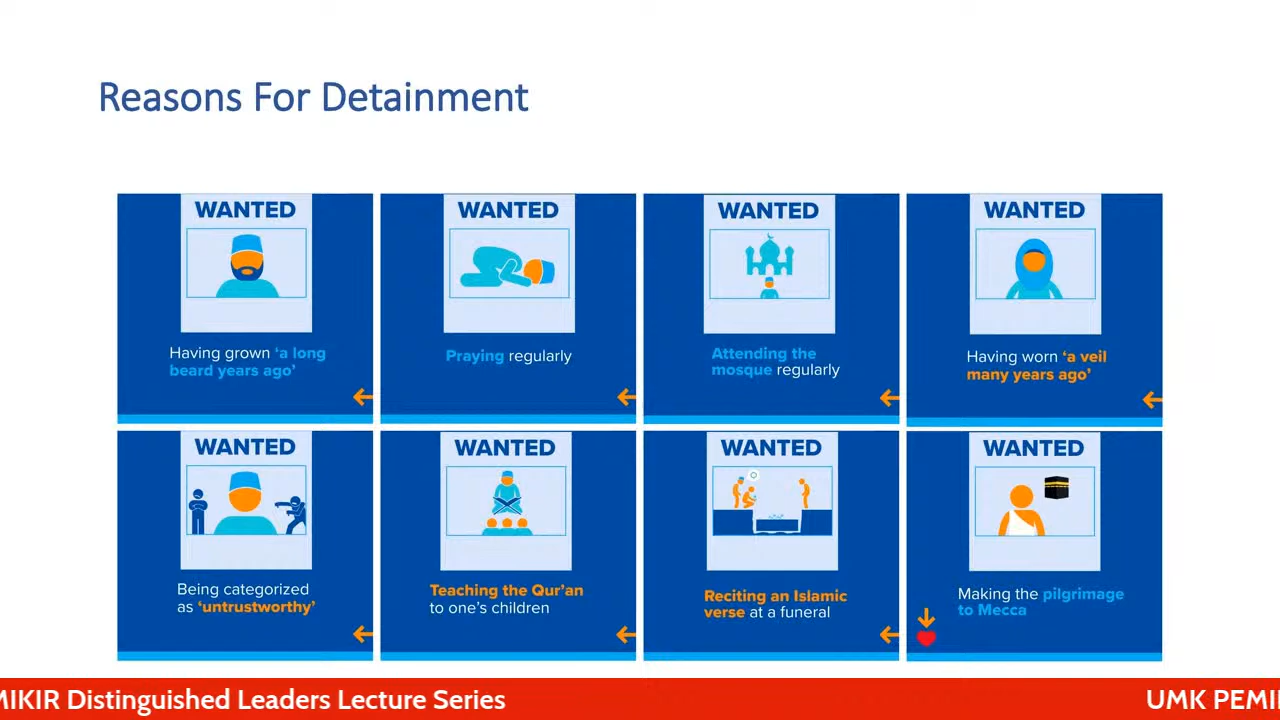 Reasons For Detainment
WANTED
Having grown ‘a long
beard years ago’
WANTED
Praying regularly
WANTED
Attending the
mosque regularly
WANTED
Having worn ‘a veil
many years ago’
WANTED
Being categorized
as ‘untrustworthy’
WANTED
Teaching the Qur’an
to one’s children
WANTED
Reciting an Islamic
verse at a funeral
WANTED
Making the pilgrimage
to Mecca
MIKIR Distinguished Leaders Lecture Series
UMK PEMI